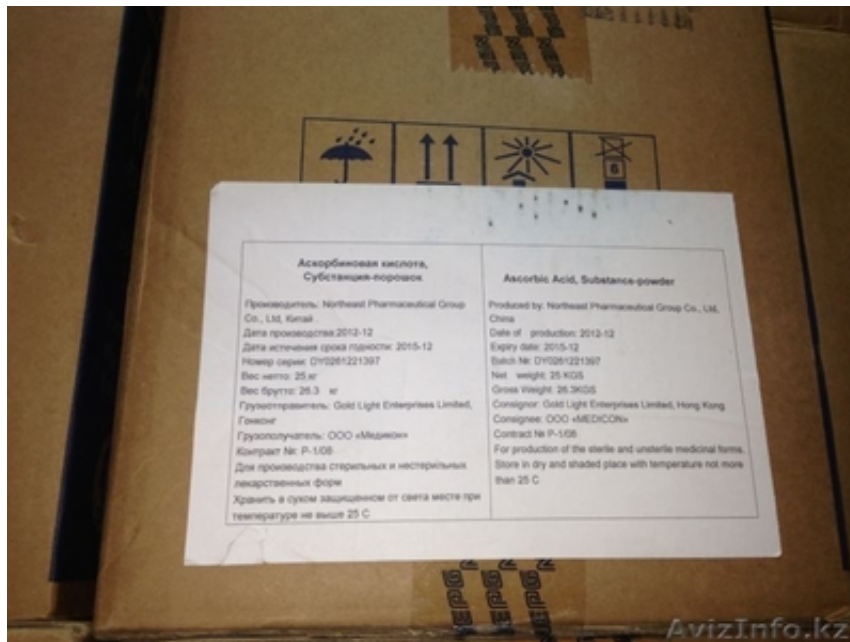 6
Аскорбиновая кислота,
Субстанция-порошок
Производитель: Northeast Pharmaceutical Group
Co., Ltd, Китай .
Дата производства:2012-12
Дата истечения срока годности: 2015-12
Номер серии: DY0261221397
Вес нетто: 25 кг
Вес брутто: 26.3 кг
Грузоотправитель: Gold Light Enterprises Limited,
Гонконг
Грузополучатель: ООО «Медикон»
Контракт №: P-1/08
Для производства стерильных и нестерильных
лекарственных форм
Хранить в сухом защищенном от света месте при
температуре не выше 25 С
Ascorbic Acid, Substance-powder
Produced by: Northeast Pharmaceutical Group Co., Ltd,
China
Date of production: 2012-12
Expiry date: 2015-12
Batch №: DY0261221397
Net weight: 25 KGS
Gross Weight: 26.3KGS
Consignor: Gold Light Enterprises Limited, Hong Kong
Consignee: OOO «MEDICON»
Contract № P-1/08
For production of the sterile and unsterile medicinal forms.
Store in dry and shaded place with temperature not more
than 25 C
AvizInfo.kz